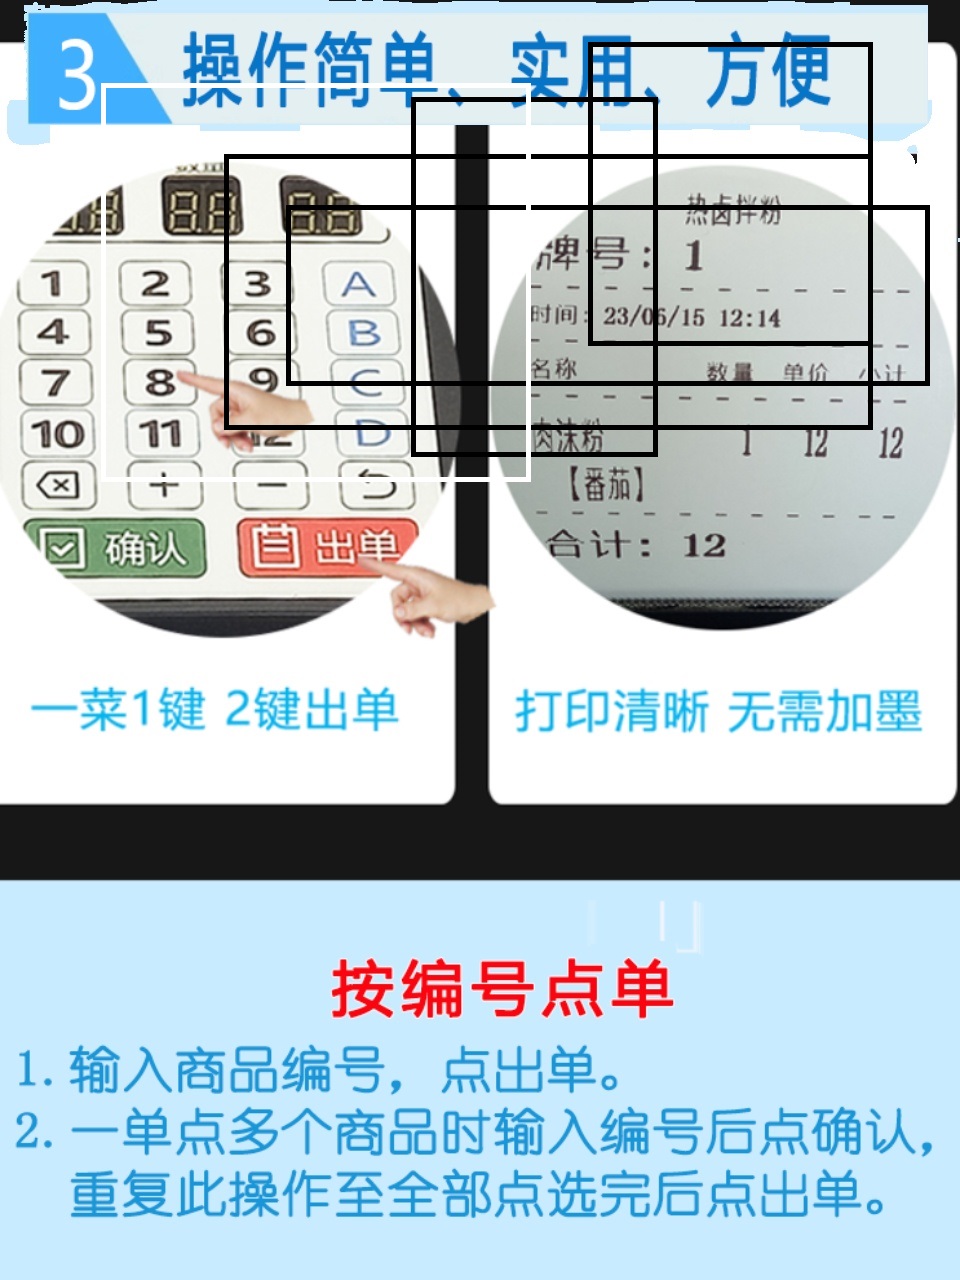 3 操作简单、实用、方便
1 2 3 A
4 5 6 B
7 8 9 C
10 11 12 D
+ −
确认 出单
热卤拌粉
牌号：1
时间：23/06/15 12:14
名称 数量 单价 小计
肉沫粉 1 12 12
【番茄】
合计：12
一菜1键 2键出单
打印清晰 无需加墨
按编号点单
1. 输入商品编号，点出单。
2. 一单点多个商品时输入编号后点确认，
重复此操作至全部点选完后点出单。